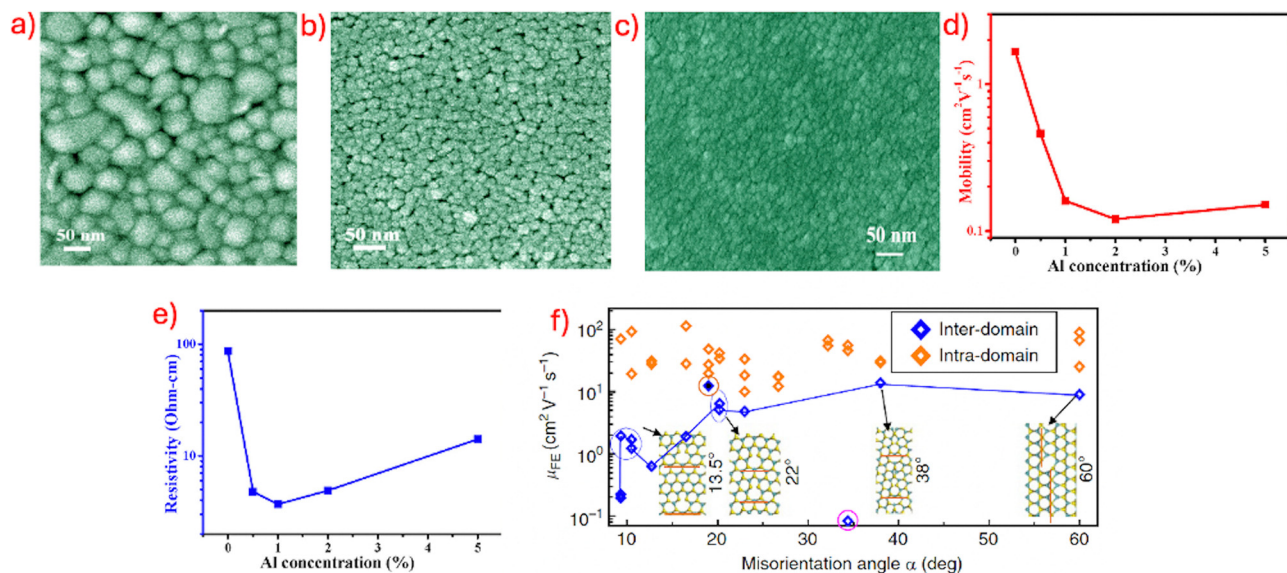 a)
50 nm
b)
50 nm
c)
50 nm
d)
Mobility (cm²V⁻¹s⁻¹)
1
0.1
0 1 2 3 4 5
Al concentration (%)
e)
Resistivity (Ohm-cm)
100
10
0 1 2 3 4 5
Al concentration (%)
f)
μFE (cm² V⁻¹ s⁻¹)
10²
10¹
10⁰
10⁻¹
Inter-domain
Intra-domain
13.5°
22°
38°
60°
10 20 30 40 50 60
Misorientation angle α (deg)